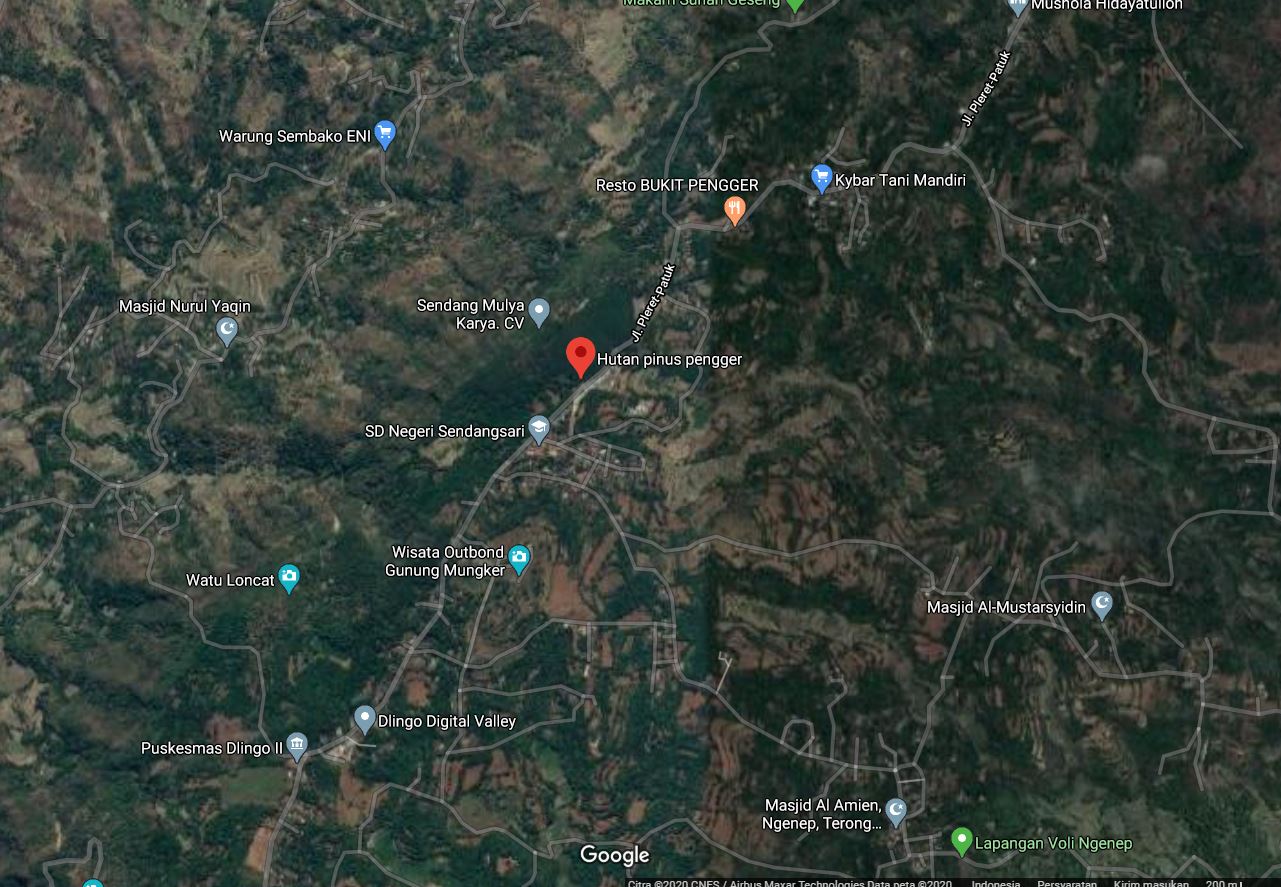 Makam Sunan Geseng
Mushola Hidayatulloh
Jl. Pleret-Patuk
Warung Sembako ENI
Resto BUKIT PENGGER
Kybar Tani Mandiri
Jl. Pleret-Patuk
Masjid Nurul Yaqin
Sendang Mulya
Karya. CV
Hutan pinus pengger
SD Negeri Sendangsari
Wisata Outbond
Gunung Mungker
Watu Loncat
Masjid Al-Mustarsyidin
Dlingo Digital Valley
Puskesmas Dlingo II
Masjid Al Amien,
Ngenep, Terong...
Lapangan Voli Ngenep
Google
Citra ©2020 CNES / Airbus Maxar Technologies Data peta ©2020 Indonesia Persyaratan Kirim masukan 200 m